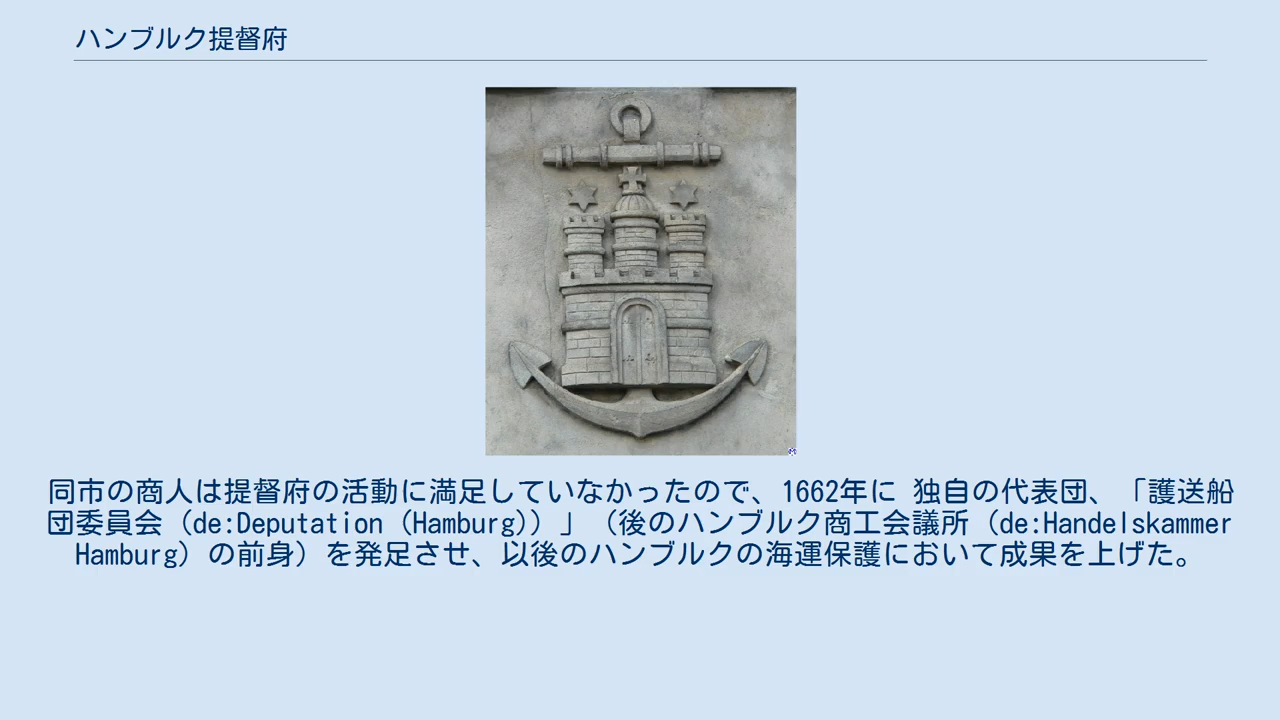 ハンブルク提督府
同市の商人は提督府の活動に満足していなかったので、1662年に 独自の代表団、「護送船
団委員会（de:Deputation（Hamburg））」（後のハンブルク商工会議所（de:Handelskammer
Hamburg）の前身）を発足させ、以後のハンブルクの海運保護において成果を上げた。